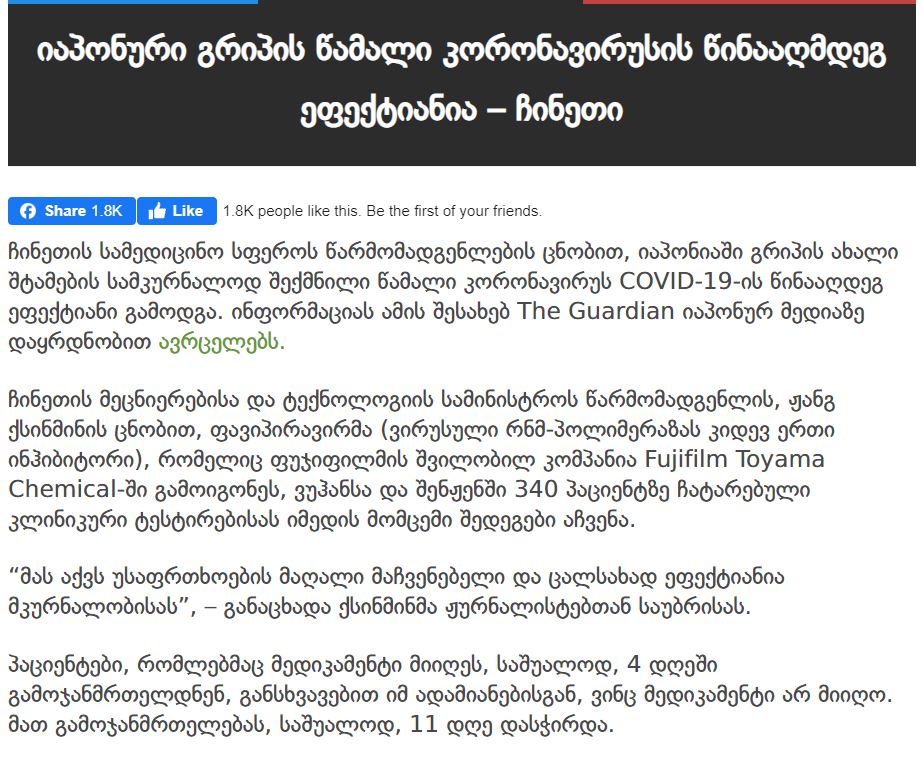 იაპონური გრიპის წამალი კორონავირუსის წინააღმდეგ
ეფექტიანია – ჩინეთი
Share 1.8K Like 1.8K people like this. Be the first of your friends.
ჩინეთის სამედიცინო სფეროს წარმომადგენლების ცნობით, იაპონიაში გრიპის ახალი
შტამების სამკურნალოდ შექმნილი წამალი კორონავირუს COVID-19-ის წინააღდეგ
ეფექტიანი გამოდგა. ინფორმაციას ამის შესახებ The Guardian იაპონურ მედიაზე
დაყრდნობით ავრცელებს.
ჩინეთის მეცნიერებისა და ტექნოლოგიის სამინისტროს წარმომადგენლის, ჟანგ
ქსინმინის ცნობით, ფავიპირავირმა (ვირუსული რნმ-პოლიმერაზას კიდევ ერთი
ინჰიბიტორი), რომელიც ფუჯიფილმის შვილობილ კომპანია Fujifilm Toyama
Chemical-ში გამოიგონეს, ვუჰანსა და შენჟენში 340 პაციენტზე ჩატარებული
კლინიკური ტესტირებისას იმედის მომცემი შედეგები აჩვენა.
“მას აქვს უსაფრთხოების მაღალი მაჩვენებელი და ცალსახად ეფექტიანია
მკურნალობისას”, – განაცხადა ქსინმინმა ჟურნალისტებთან საუბრისას.
პაციენტები, რომლებმაც მედიკამენტი მიიღეს, საშუალოდ, 4 დღეში
გამოჯანმრთელდნენ, განსხვავებით იმ ადამიანებისგან, ვინც მედიკამენტი არ მიიღო.
მათ გამოჯანმრთელებას, საშუალოდ, 11 დღე დასჭირდა.